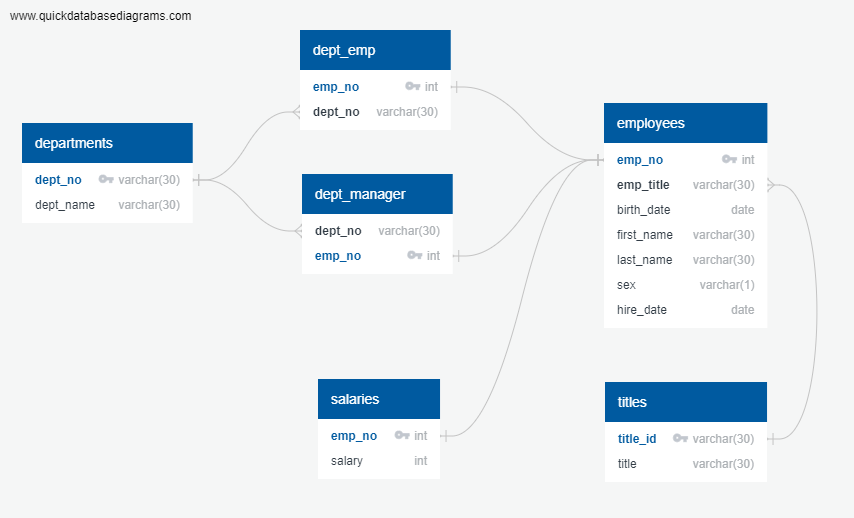 www.quickdatabasediagrams.com
dept_emp
emp_no int
dept_no varchar(30)
departments
dept_no varchar(30)
dept_name varchar(30)
dept_manager
dept_no varchar(30)
emp_no int
employees
emp_no int
emp_title varchar(30)
birth_date date
first_name varchar(30)
last_name varchar(30)
sex varchar(1)
hire_date date
salaries
emp_no int
salary int
titles
title_id varchar(30)
title varchar(30)